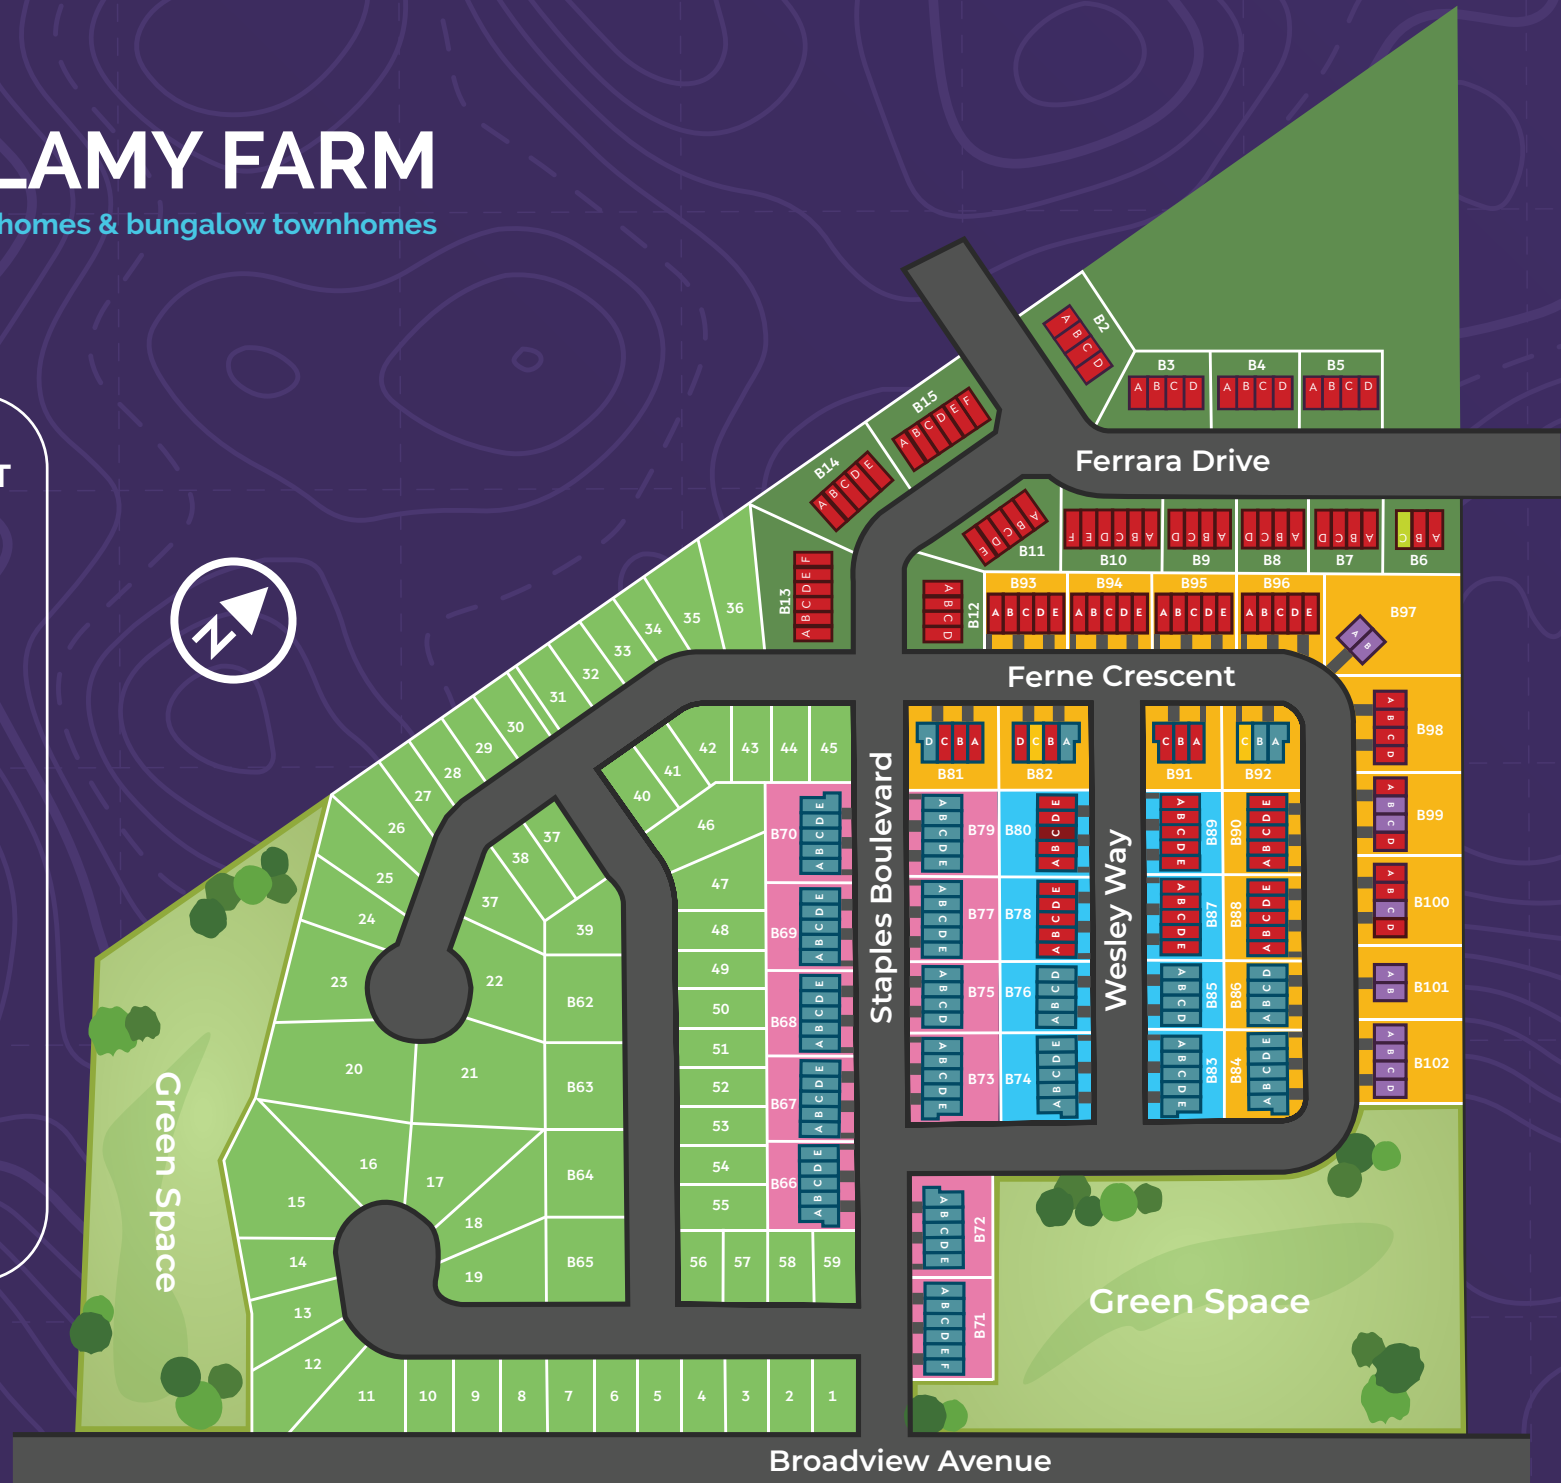 LAMY FARM
homes & bungalow townhomes
T
N
B2
A B C D
B3 B4 B5
A B C D A B C D A B C D
Ferrara Drive
B15
A B C D E F
B14
A B C D E
B13
A B C D E F
B11
A B C D E
B10 B9 B8 B7 B6
A B C D E F A B C D A B C D A B C D A B C
B12
A B C D
B93 B94 B95 B96 B97
A B C D E A B C D E A B C D E A B C D E A B
Ferne Crescent
36
35
34
33
32
31
30
29
28
27
26
25
24
23
22
20
21
16
17
15
18
14
19
13
12
37
38
37
39
B62
B63
B64
B65
40
41
42 43 44 45
46
47
48
49
50
51
52
53
54
55
56 57 58 59
B70
A B C D E
B69
A B C D E
B68
A B C D E
B67
A B C D E
B66
A B C D E
Staples Boulevard
D C B A D C B A
B81 B82
B79 B80
A B C D E A B C D E
B77 B78
A B C D E A B C D E
B75 B76
A B C D A B C D
B73 B74
A B C D E A B C D E
Wesley Way
C B A C B A
B91 B92
B89 B90
A B C D E A B C D E
B87 B88
A B C D E A B C D E
B85 B86
A B C D A B C D
B83 B84
A B C D E A B C D E
B98
A B C D
B99
A B C D
B100
A B C D
B101
A B
B102
A B C D
B72
A B C D E
B71
A B C D E F
Green Space
Green Space
11 10 9 8 7 6 5 4 3 2 1
Broadview Avenue